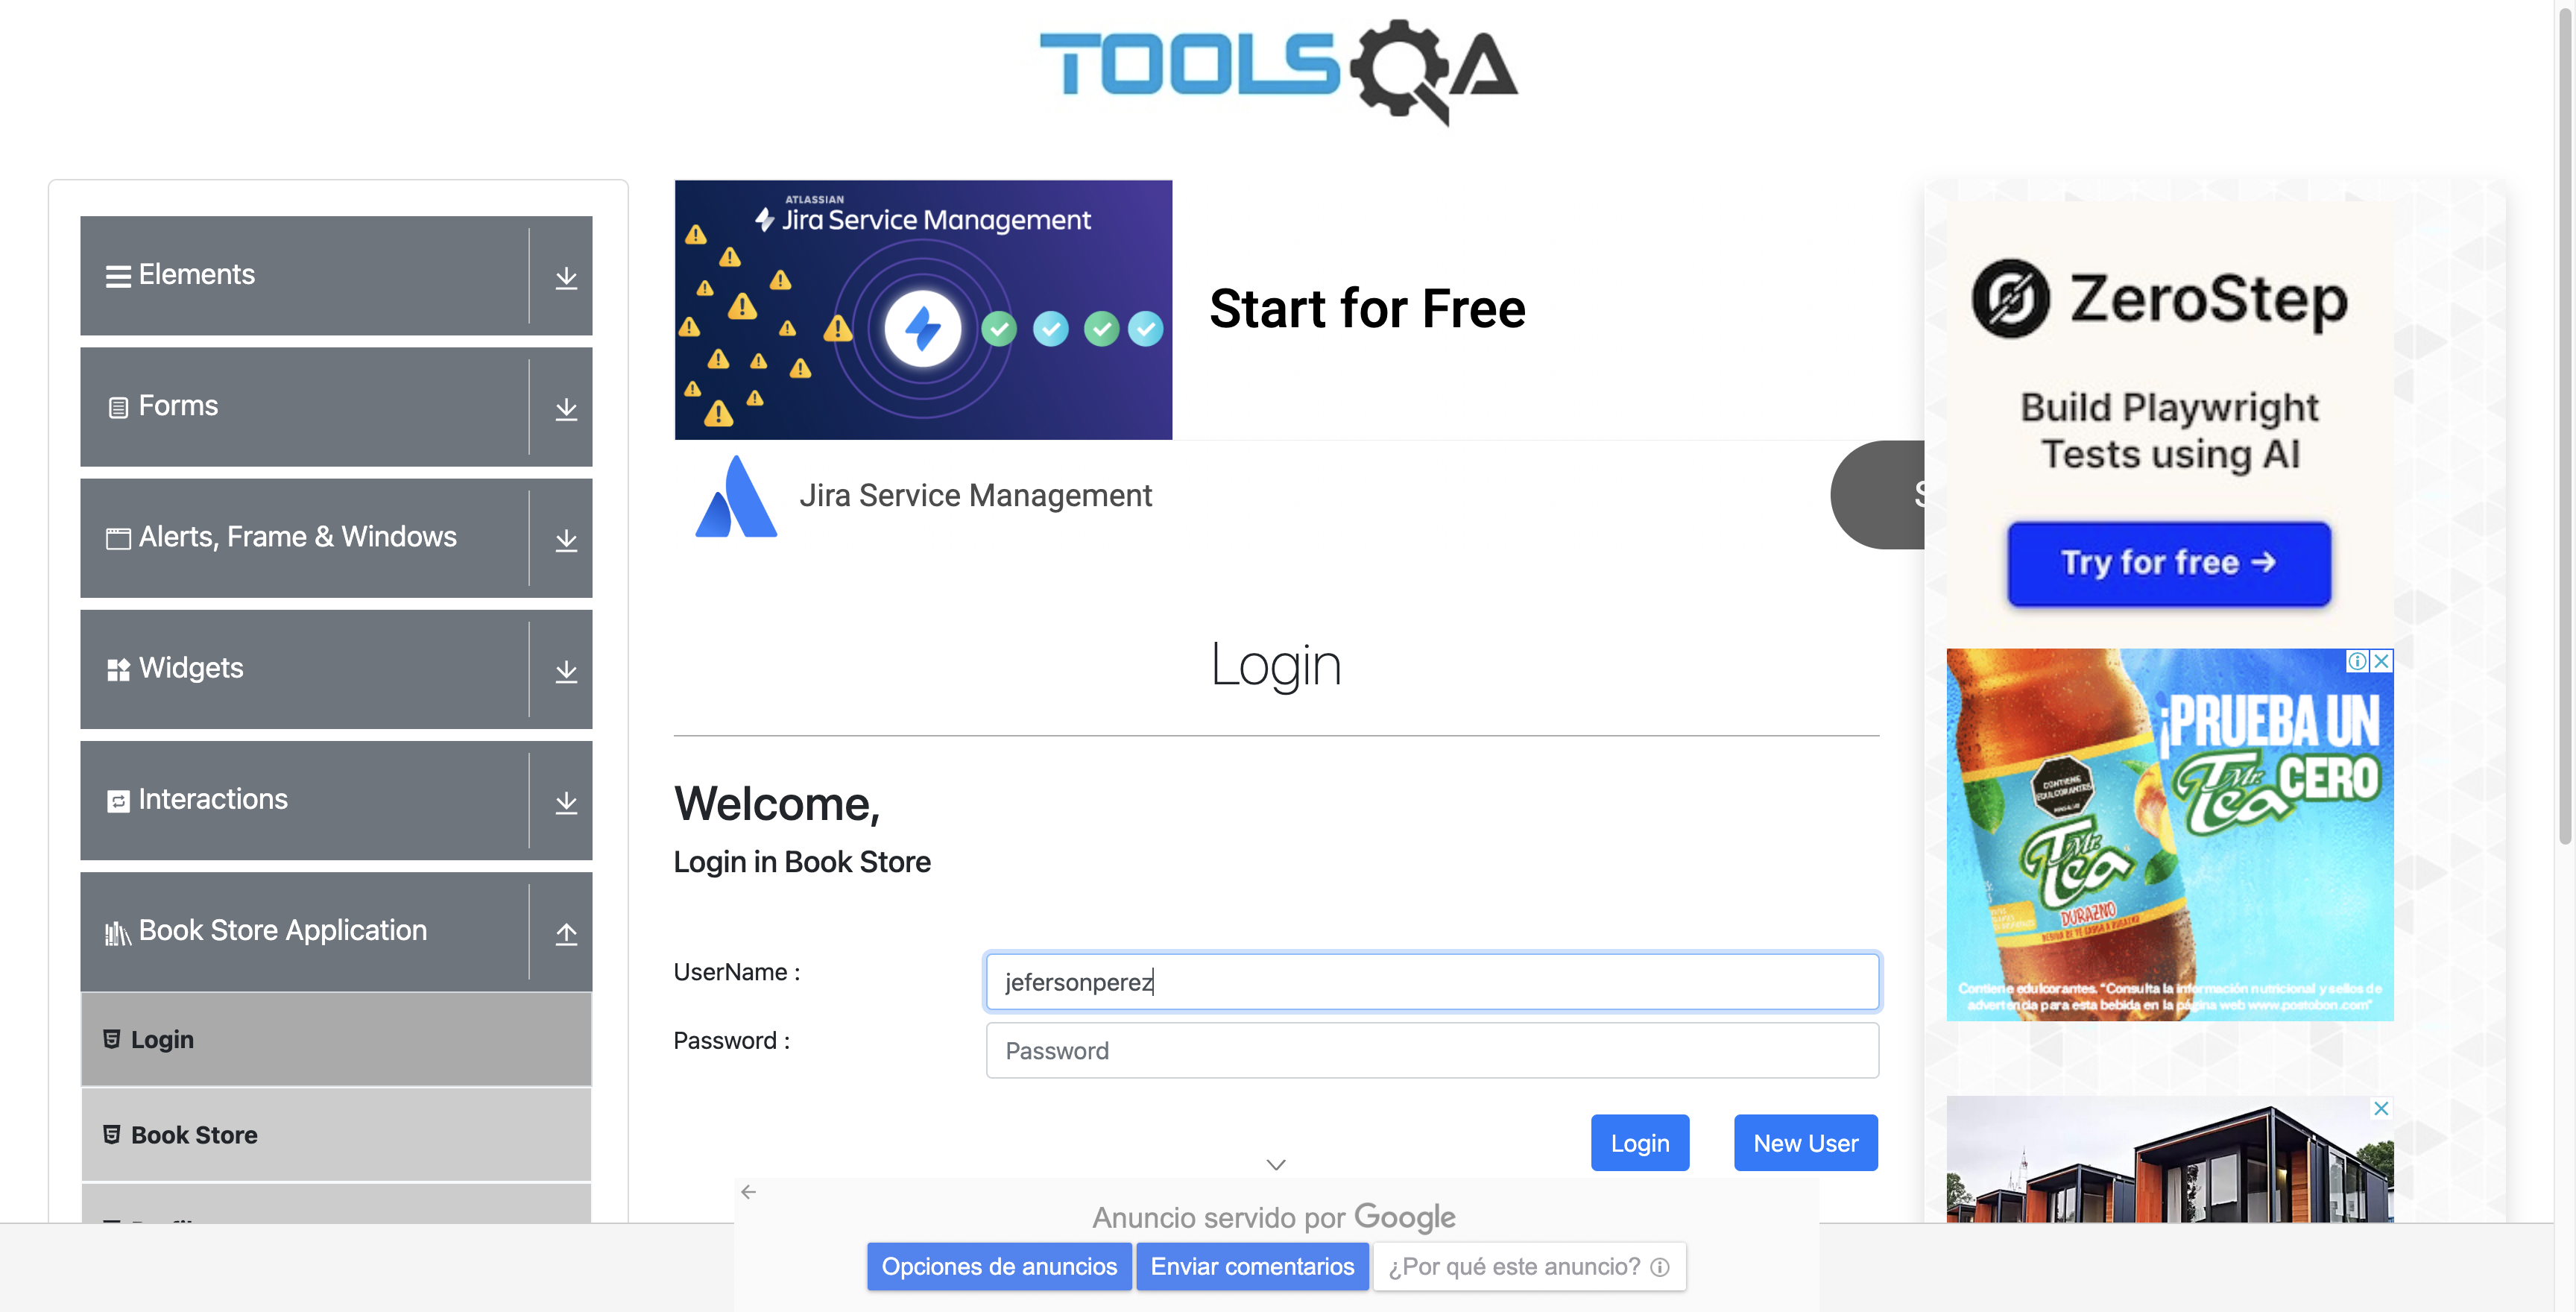 TOOLSQA
Elements
Forms
Alerts, Frame & Windows
Widgets
Interactions
Book Store Application
Login
Book Store
ATLASSIAN
Jira Service Management
Start for Free
Jira Service Management
S
Login
Welcome,
Login in Book Store
UserName :
jefersonperez
Password :
Password
Login
New User
Anuncio servido por Google
Opciones de anuncios
Enviar comentarios
¿Por qué este anuncio?
ZeroStep
Build Playwright
Tests using AI
Try for free →
¡PRUEBA UN
Mr. Tea CERO
CONTIENE
EDULCORANTES
Mr. Tea
DURAZNO
Contiene edulcorantes. "Consulta la información nutricional y sellos de
advertencia para esta bebida en la página web www.postobon.com"